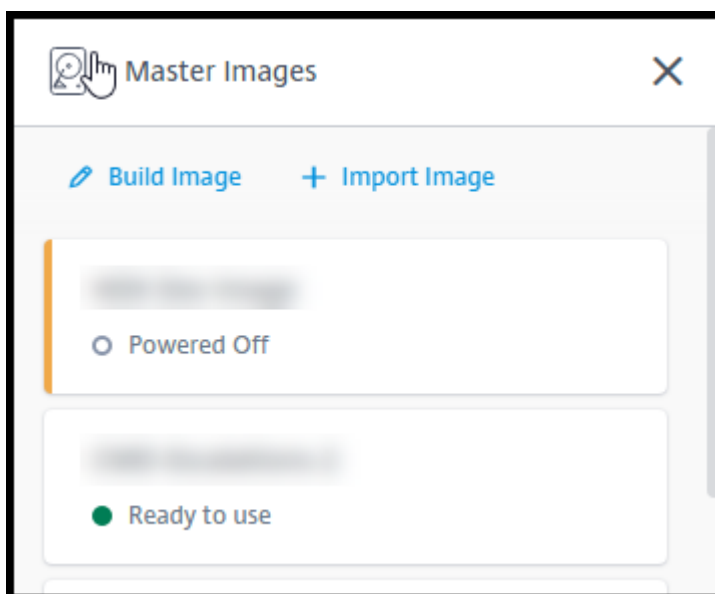 Master Images
Build Image
Import Image
Powered Off
Ready to use